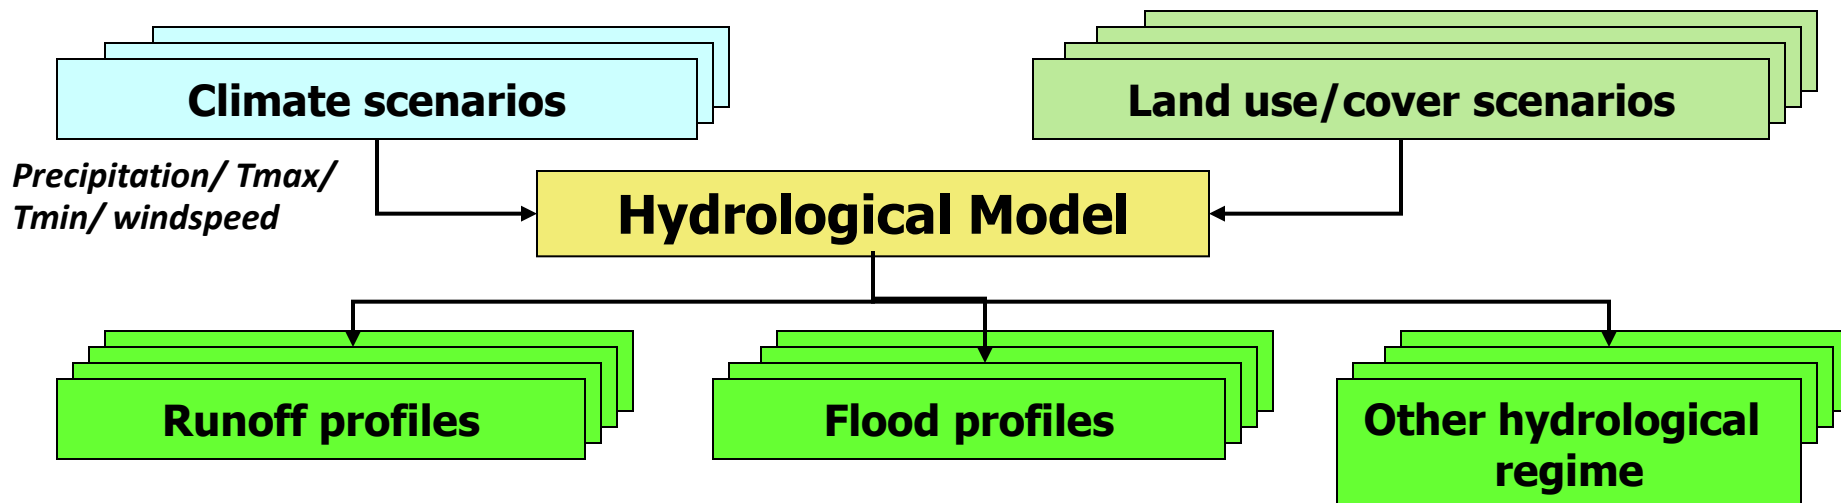 Climate scenarios
Land use/cover scenarios
Precipitation/ Tmax/
Tmin/ windspeed
Hydrological Model
Runoff profiles
Flood profiles
Other hydrological
regime